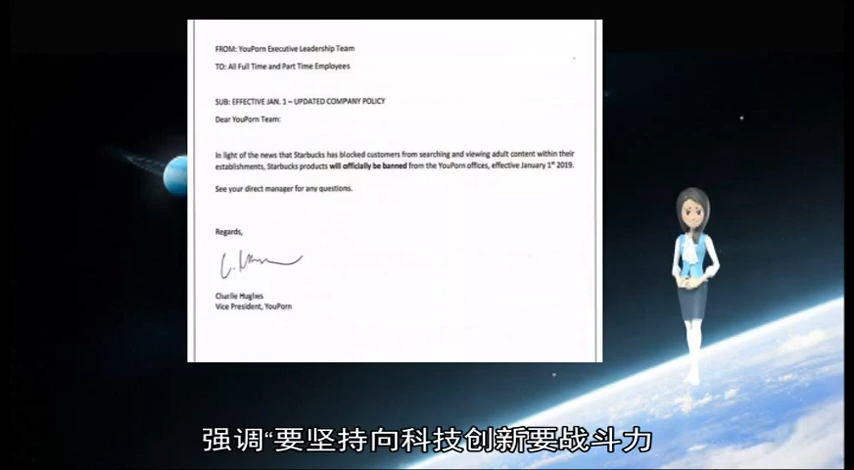 FROM: YouPorn Executive Leadership Team
TO: All Full Time and Part Time Employees
SUB: EFFECTIVE JAN. 1 – UPDATED COMPANY POLICY
Dear YouPorn Team:
In light of the news that Starbucks has blocked customers from searching and viewing adult content within their
establishments, Starbucks products will officially be banned from the YouPorn offices, effective January 1st 2019.
See your direct manager for any questions.
Regards,
Charlie Hughes
Vice President, YouPorn
强调“要坚持向科技创新要战斗力